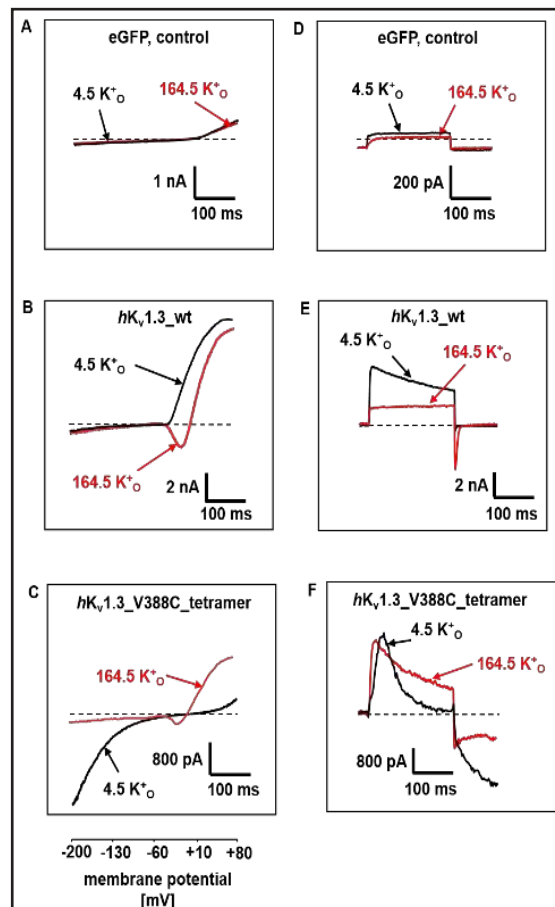 A
eGFP, control
4.5 K⁺O
164.5 K⁺O
1 nA
100 ms
D
eGFP, control
4.5 K⁺O
164.5 K⁺O
200 pA
100 ms
B
hKv1.3_wt
4.5 K⁺O
164.5 K⁺O
2 nA
100 ms
E
hKv1.3_wt
4.5 K⁺O
164.5 K⁺O
2 nA
100 ms
C
hKv1.3_V388C_tetramer
164.5 K⁺O
4.5 K⁺O
800 pA
100 ms
F
hKv1.3_V388C_tetramer
4.5 K⁺O
164.5 K⁺O
800 pA
100 ms
-200 -130 -60 +10 +80
membrane potential
[mV]